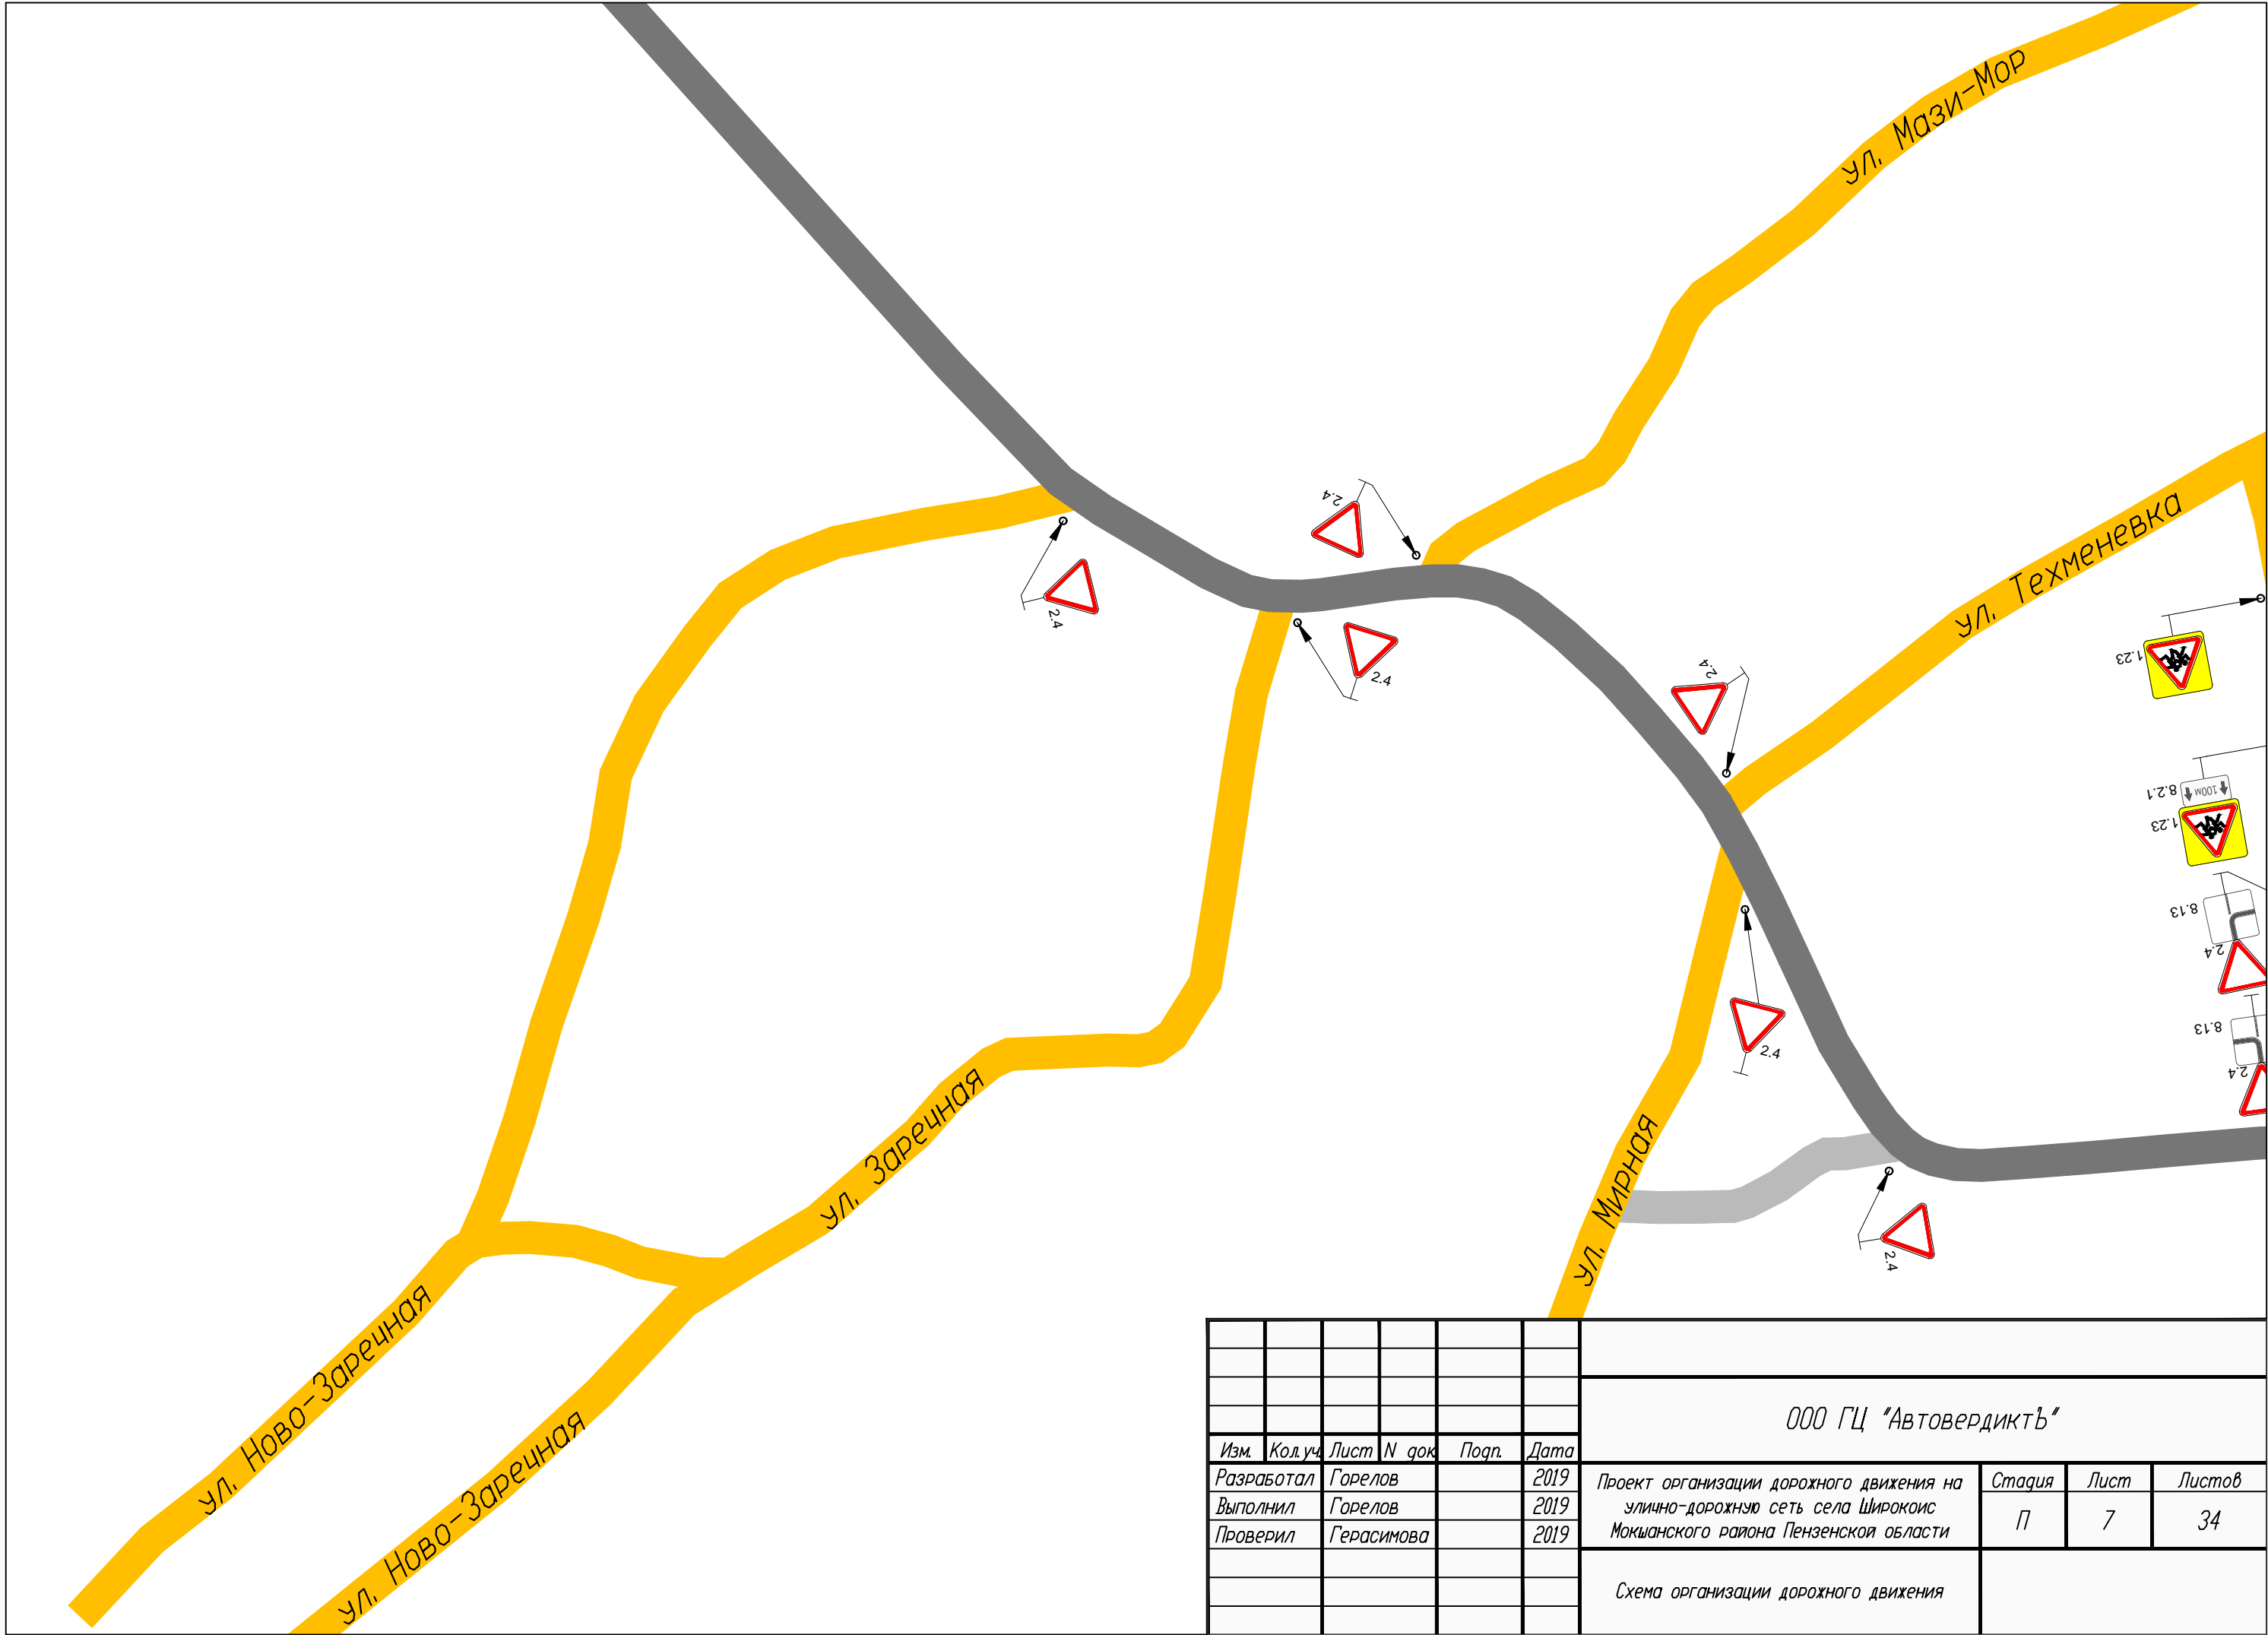 ул. Мази-Мор
2.4
2.4
ул. Техменевка
2.4
2.4
1.23
8.2.1
100м
1.23
8.13
2.4
2.4
8.13
2.4
ул. Мирная
ул. Заречная
2.4
ул. Ново-Заречная
ул. Ново-Заречная
ООО ГЦ "АвтовердиктЪ"
Изм. Кол.уч. Лист N док Подп. Дата
Разработал Горелов 2019
Выполнил Горелов 2019
Проверил Герасимова 2019
Проект организации дорожного движения на
улично-дорожную сеть села Широкоис
Мокшанского района Пензенской области
Стадия Лист Листов
П 7 34
Схема организации дорожного движения